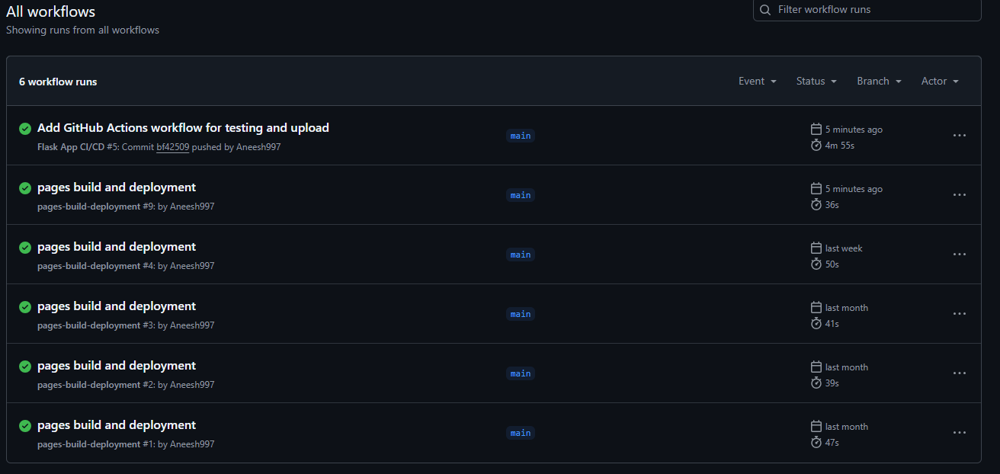 All workflows
Showing runs from all workflows
Filter workflow runs
6 workflow runs
Event
Status
Branch
Actor
Add GitHub Actions workflow for testing and upload
Flask App CI/CD #5: Commit bf42509 pushed by Aneesh997
main
5 minutes ago
4m 55s
pages build and deployment
pages-build-deployment #9: by Aneesh997
main
5 minutes ago
36s
pages build and deployment
pages-build-deployment #4: by Aneesh997
main
last week
50s
pages build and deployment
pages-build-deployment #3: by Aneesh997
main
last month
41s
pages build and deployment
pages-build-deployment #2: by Aneesh997
main
last month
39s
pages build and deployment
pages-build-deployment #1: by Aneesh997
main
last month
47s